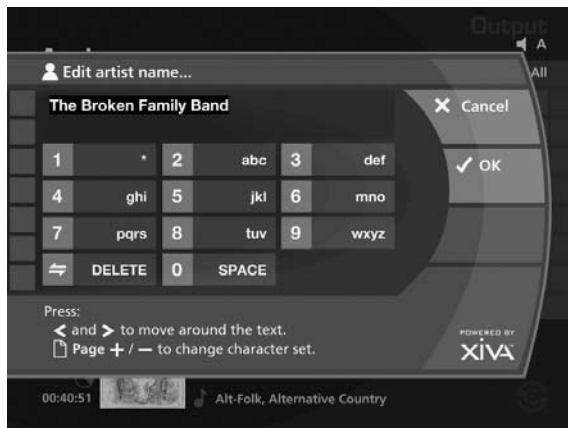 Output
A
Edit artist name...
All
The Broken Family Band
Cancel
1 * 2 abc 3 def
OK
4 ghi 5 jkl 6 mno
7 pqrs 8 tuv 9 wxyz
DELETE 0 SPACE
Press:
< and > to move around the text.
Page + / – to change character set.
POWERED BY
XiVA
00:40:51
Alt-Folk, Alternative Country